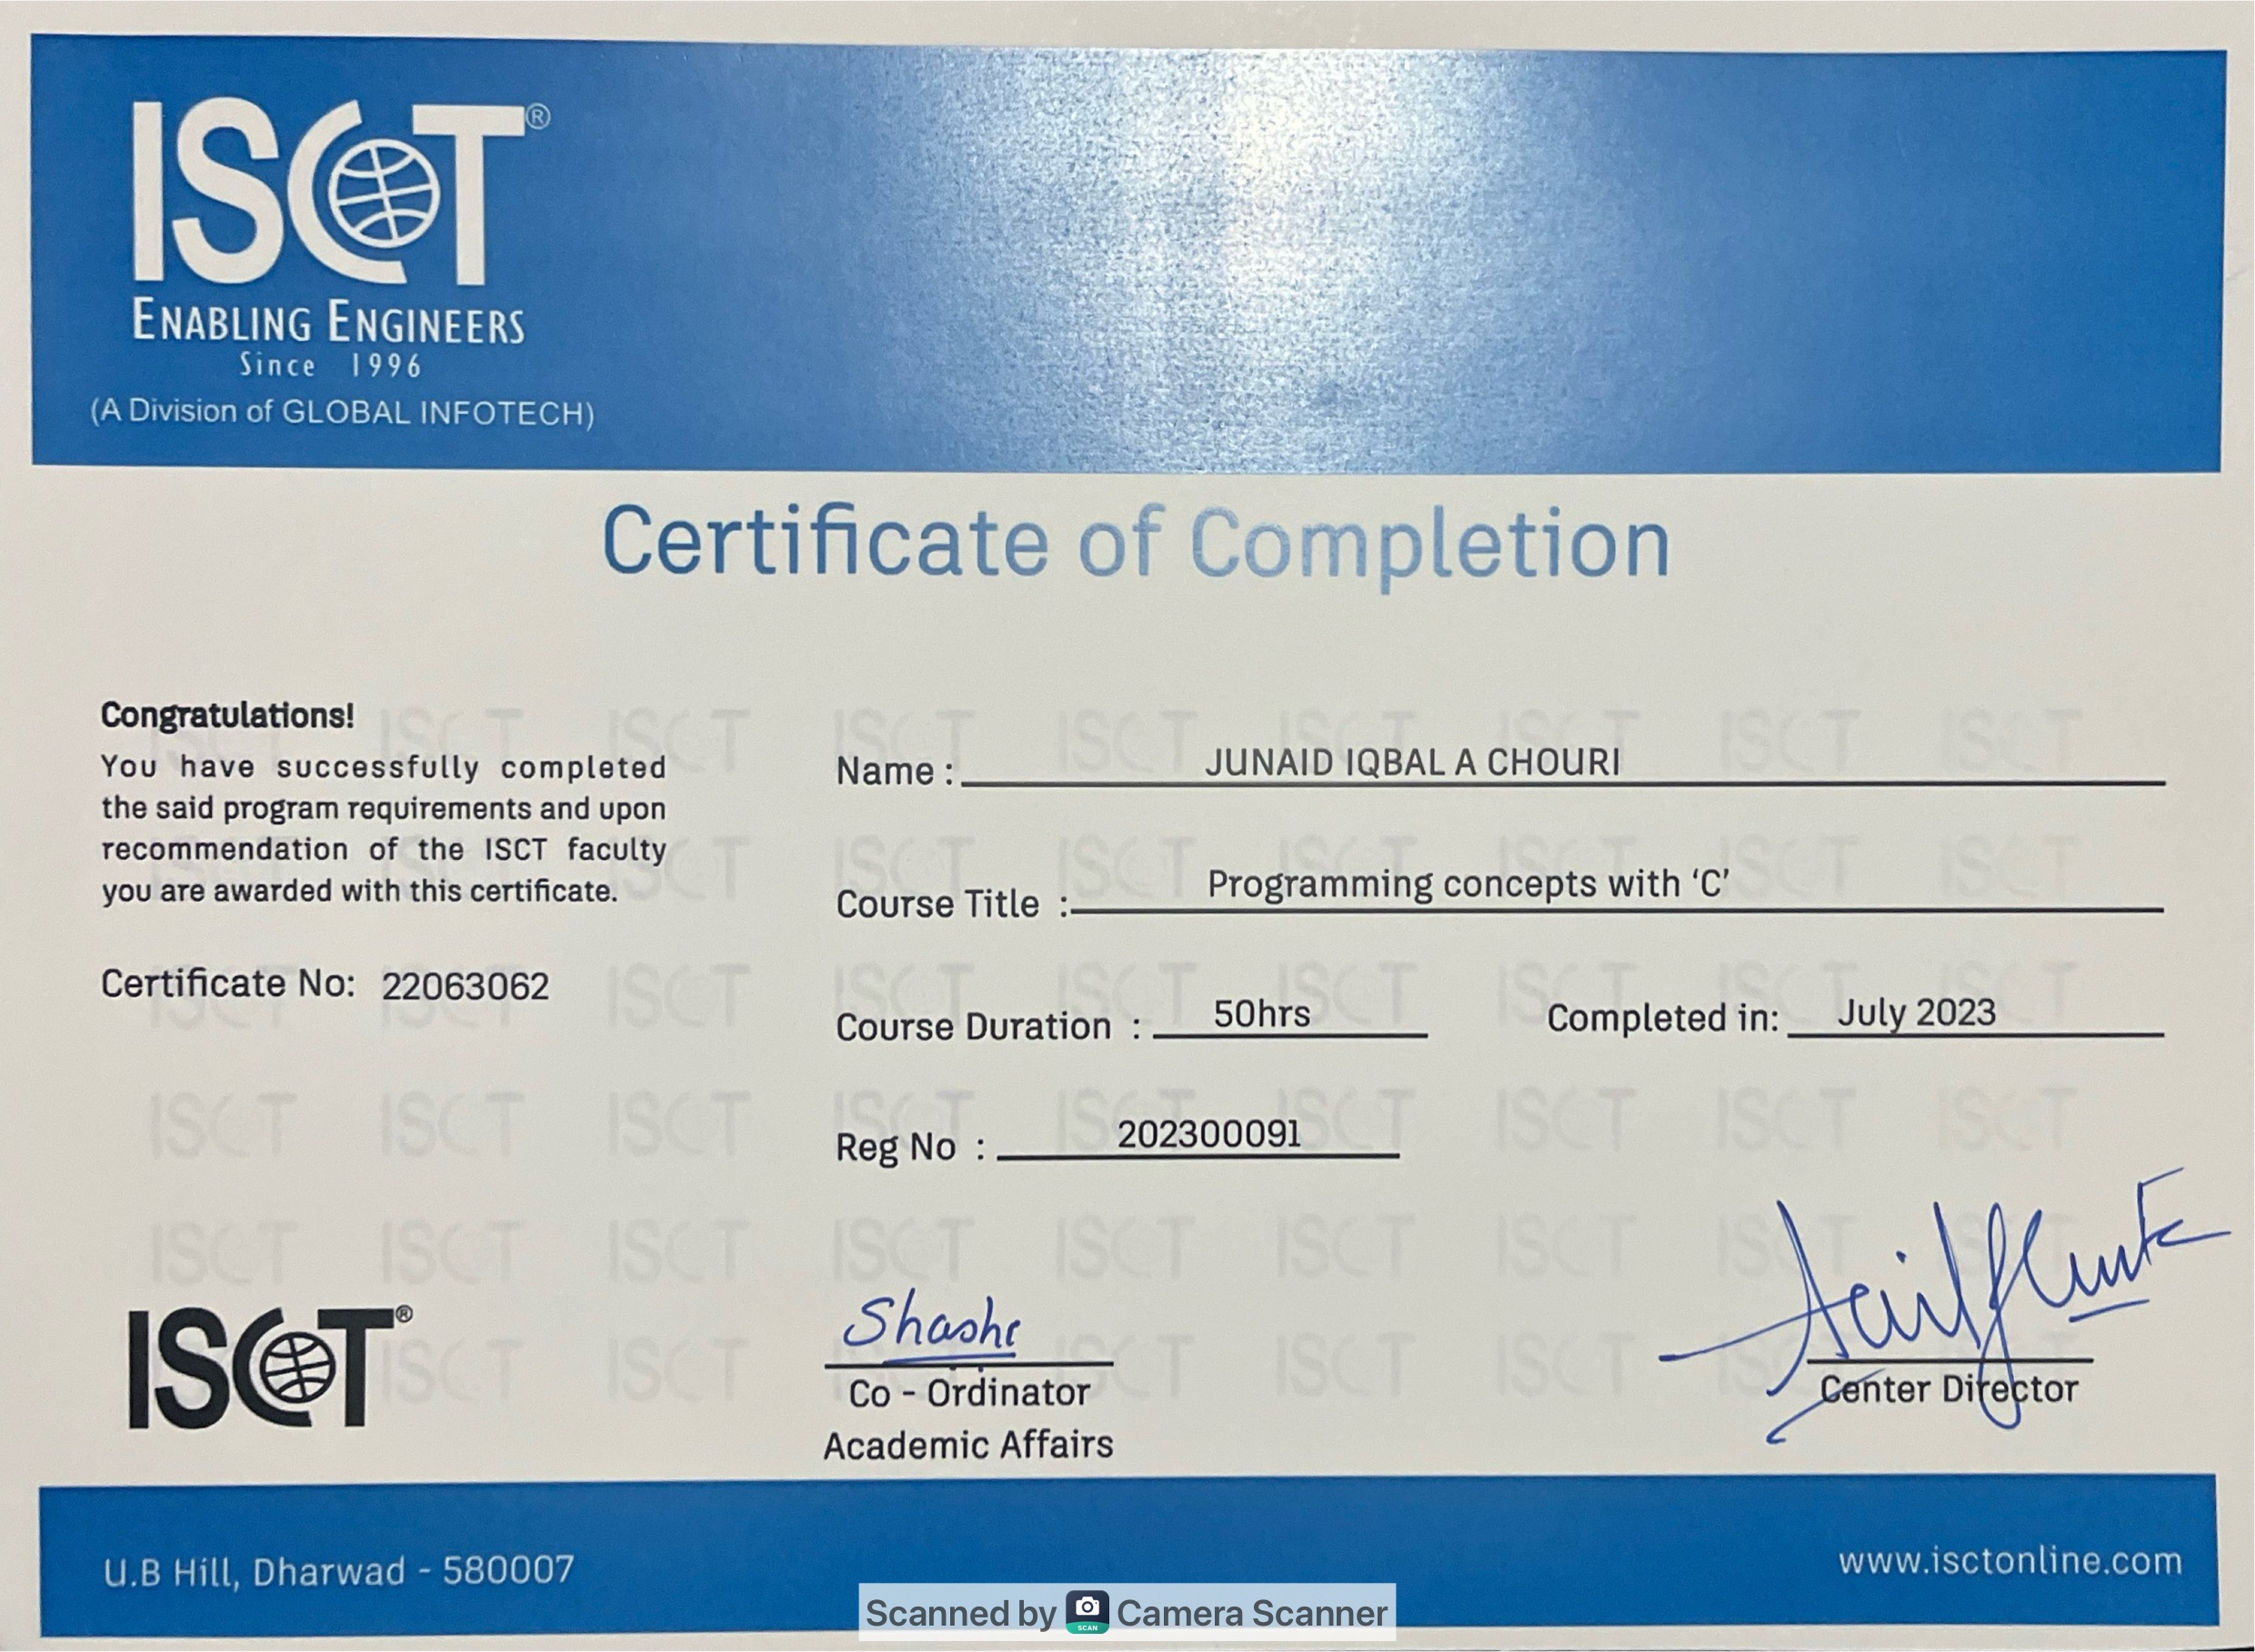 ISCT®
ENABLING ENGINEERS
Since 1996
(A Division of GLOBAL INFOTECH)
Certificate of Completion
Congratulations!
You have successfully completed
the said program requirements and upon
recommendation of the ISCT faculty
you are awarded with this certificate.
Certificate No: 22063062
Name : JUNAID IQBAL A CHOURI
Course Title : Programming concepts with ‘C’
Course Duration : 50hrs Completed in: July 2023
Reg No : 202300091
ISCT®
Co - Ordinator
Academic Affairs
Center Director
U.B Hill, Dharwad - 580007
www.isctonline.com
Scanned by SCAN Camera Scanner